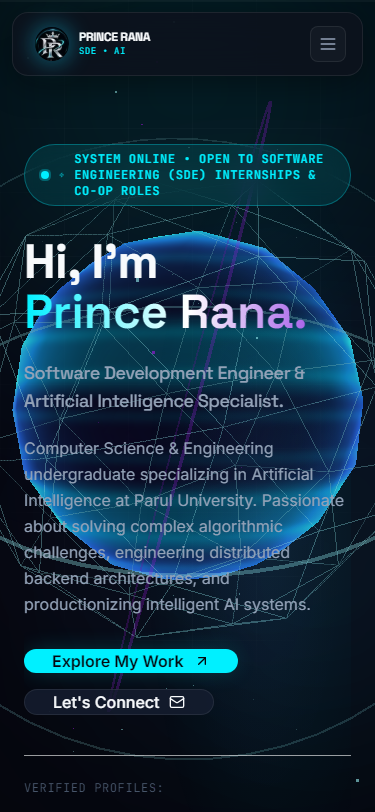 PRINCE RANA
SDE • AI
SYSTEM ONLINE • OPEN TO SOFTWARE
ENGINEERING (SDE) INTERNSHIPS &
CO-OP ROLES
Hi, I'm
Prince Rana.
Software Development Engineer &
Artificial Intelligence Specialist.
Computer Science & Engineering
undergraduate specializing in Artificial
Intelligence at Parul University. Passionate
about solving complex algorithmic
challenges, engineering distributed
backend architectures, and
productionizing intelligent AI systems.
Explore My Work
Let's Connect
VERIFIED PROFILES: